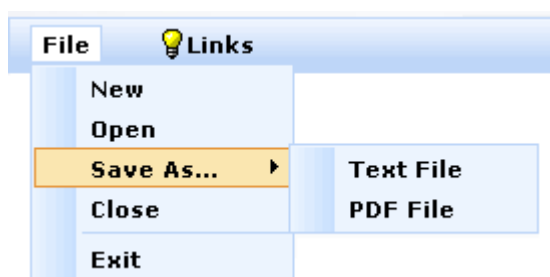 File Links
New
Open
Save As... Text File
Close PDF File
Exit